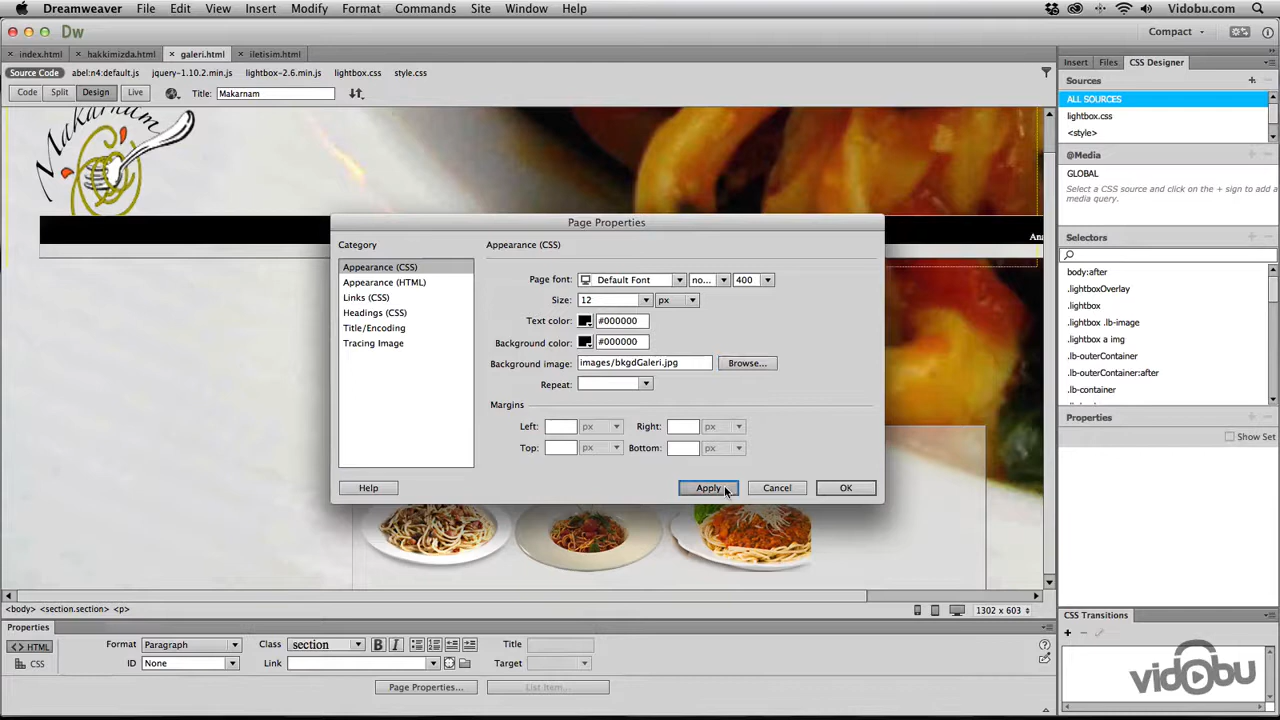 Dreamweaver File Edit View Insert Modify Format Commands Site Window Help Vidobu.com
Dw Compact
index.html hakkimizda.html galeri.html iletisim.html
Source Code abel:n4:default.js jquery-1.10.2.min.js lightbox-2.6.min.js lightbox.css style.css
Code Split Design Live Title: Makarnam
Makarnam
Insert Files CSS Designer
Sources
ALL SOURCES
lightbox.css
<style>
@Media
GLOBAL
Select a CSS source and click on the + sign to add a
media query.
Selectors
body:after
.lightboxOverlay
.lightbox
.lightbox .lb-image
.lightbox a img
.lb-outerContainer
.lb-outerContainer:after
.lb-container
Properties
Show Set
Page Properties
Category
Appearance (CSS)
Appearance (HTML)
Links (CSS)
Headings (CSS)
Title/Encoding
Tracing Image
Appearance (CSS)
Page font: Default Font no... 400
Size: 12 px
Text color: #000000
Background color: #000000
Background image: images/bkgdGaleri.jpg Browse...
Repeat:
Margins
Left: px Right: px
Top: px Bottom: px
Help Apply Cancel OK
<body> <section.section> <p> 1302 x 603
Properties
<> HTML Format Paragraph Class section B I Title
CSS ID None Link Target
Page Properties... List Item...
CSS Transitions
vidobu